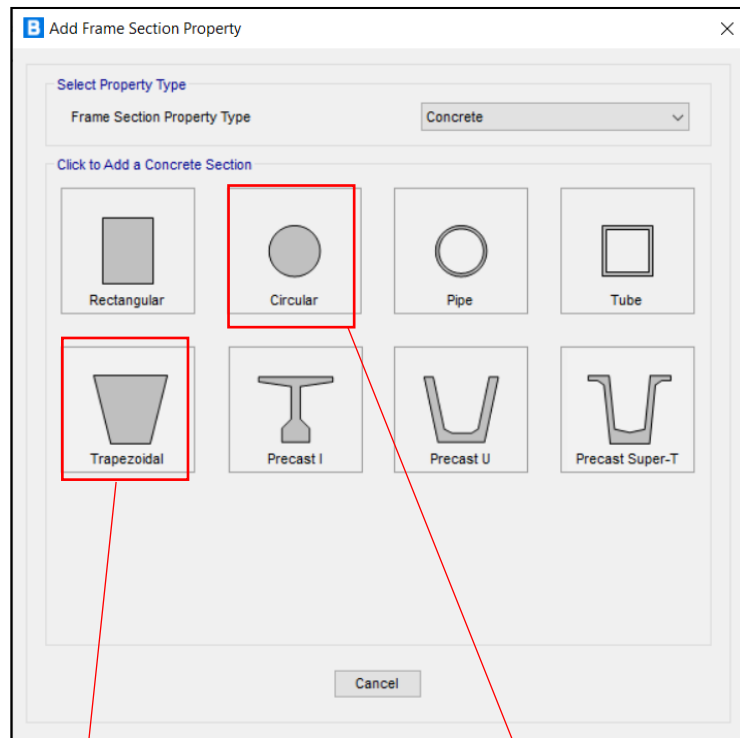 B Add Frame Section Property
Select Property Type
Frame Section Property Type Concrete
Click to Add a Concrete Section
Rectangular Circular Pipe Tube
Trapezoidal Precast I Precast U Precast Super-T
Cancel